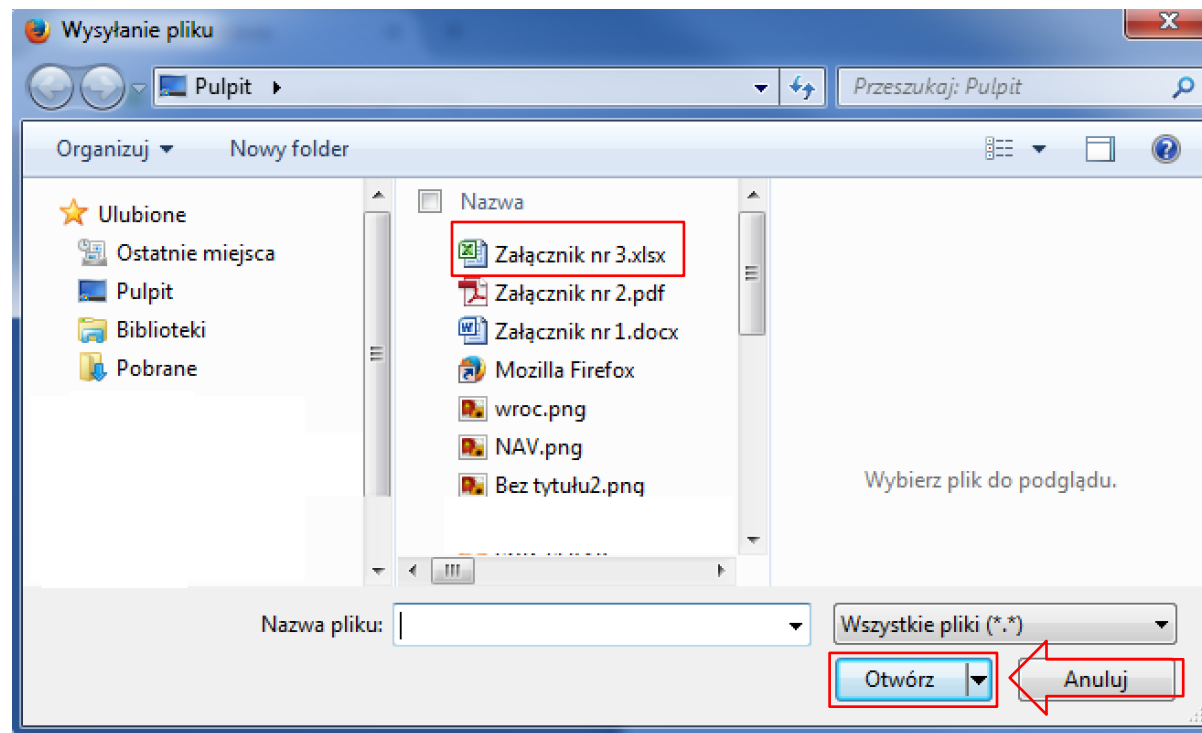 Wysyłanie pliku
Pulpit
Przeszukaj: Pulpit
Organizuj
Nowy folder
Ulubione
Ostatnie miejsca
Pulpit
Biblioteki
Pobrane
Nazwa
Załącznik nr 3.xlsx
Załącznik nr 2.pdf
Załącznik nr 1.docx
Mozilla Firefox
wroc.png
NAV.png
Bez tytułu2.png
Wybierz plik do podglądu.
Nazwa pliku:
Wszystkie pliki (*.*)
Otwórz
Anuluj